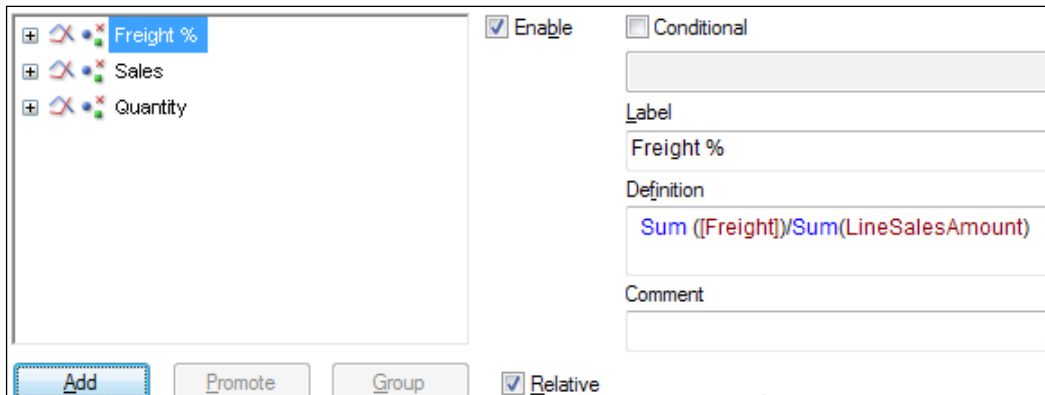 Freight %
Sales
Quantity
Enable
Conditional
Label
Freight %
Definition
Sum ([Freight])/Sum(LineSalesAmount)
Comment
Add
Promote
Group
Relative